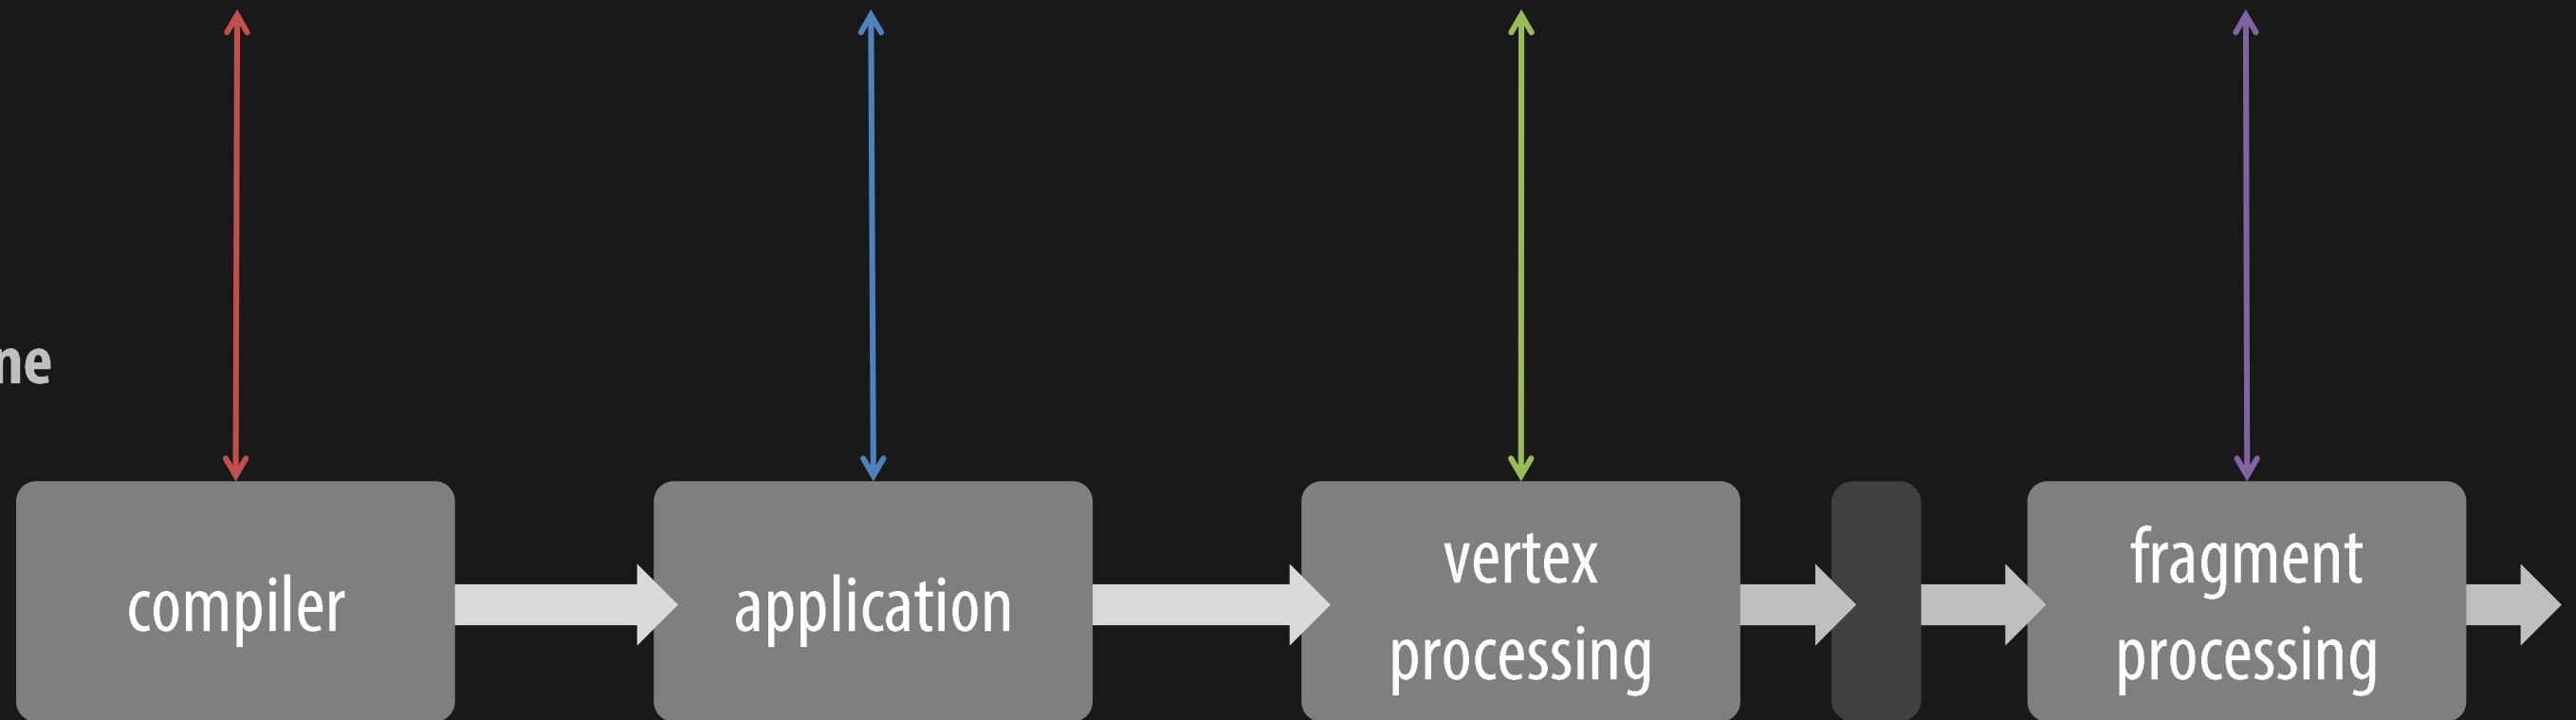 ne
compiler
application
vertex
processing
fragment
processing